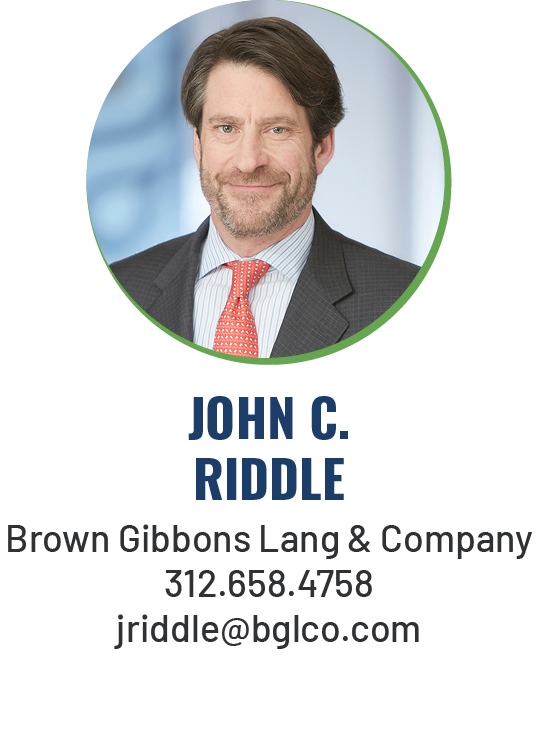 JOHN C.
RIDDLE
Brown Gibbons Lang & Company
312.658.4758
jriddle@bglco.com